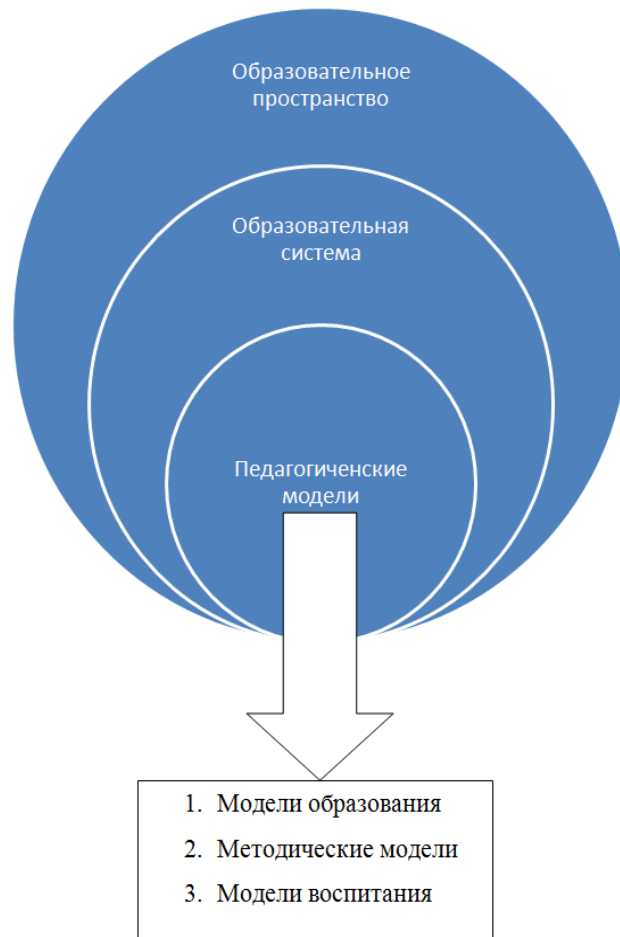 Образовательное
пространство
Образовательная
система
Педагогиченские
модели
1. Модели образования
2. Методические модели
3. Модели воспитания